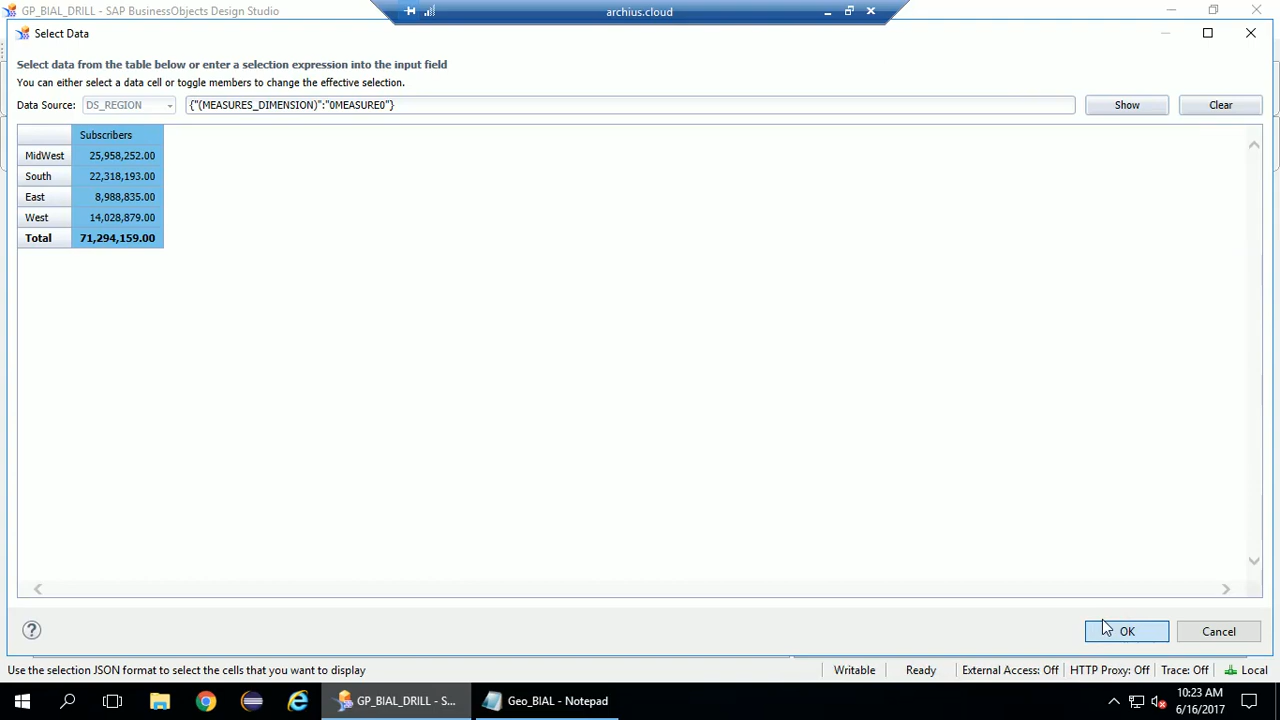 GP_BIAL_DRILL - SAP BusinessObjects Design Studio
archius.cloud
Select Data
Select data from the table below or enter a selection expression into the input field
You can either select a data cell or toggle members to change the effective selection.
Data Source: DS_REGION {"(MEASURES_DIMENSION)":"0MEASURE0"} Show Clear
Subscribers
MidWest 25,958,252.00
South 22,318,193.00
East 8,988,835.00
West 14,028,879.00
Total 71,294,159.00
OK Cancel
Use the selection JSON format to select the cells that you want to display Writable Ready External Access: Off HTTP Proxy: Off Trace: Off Local
GP_BIAL_DRILL - S... Geo_BIAL - Notepad 10:23 AM
6/16/2017